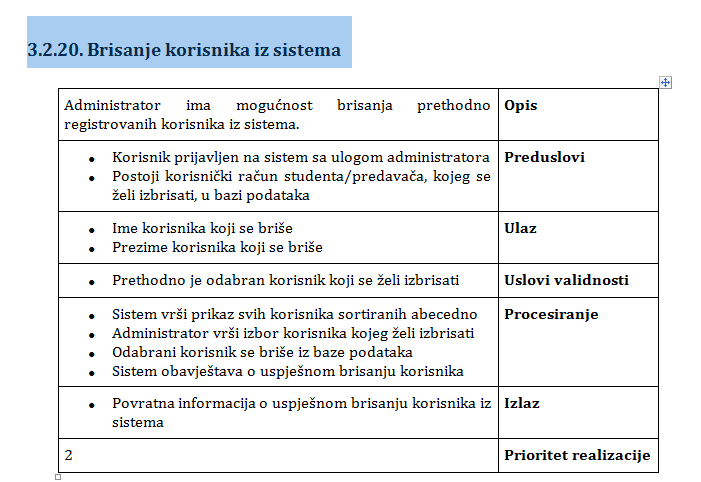 3.2.20. Brisanje korisnika iz sistema
Administrator ima mogućnost brisanja prethodno Opis
registrovanih korisnika iz sistema.
• Korisnik prijavljen na sistem sa ulogom administratora Preduslovi
• Postoji korisnički račun studenta/predavača, kojeg se
želi izbrisati, u bazi podataka
• Ime korisnika koji se briše Ulaz
• Prezime korisnika koji se briše
• Prethodno je odabran korisnik koji se želi izbrisati Uslovi validnosti
• Sistem vrši prikaz svih korisnika sortiranih abecedno Procesiranje
• Administrator vrši izbor korisnika kojeg želi izbrisati
• Odabrani korisnik se briše iz baze podataka
• Sistem obavještava o uspješnom brisanju korisnika
• Povratna informacija o uspješnom brisanju korisnika iz Izlaz
sistema
2 Prioritet realizacije